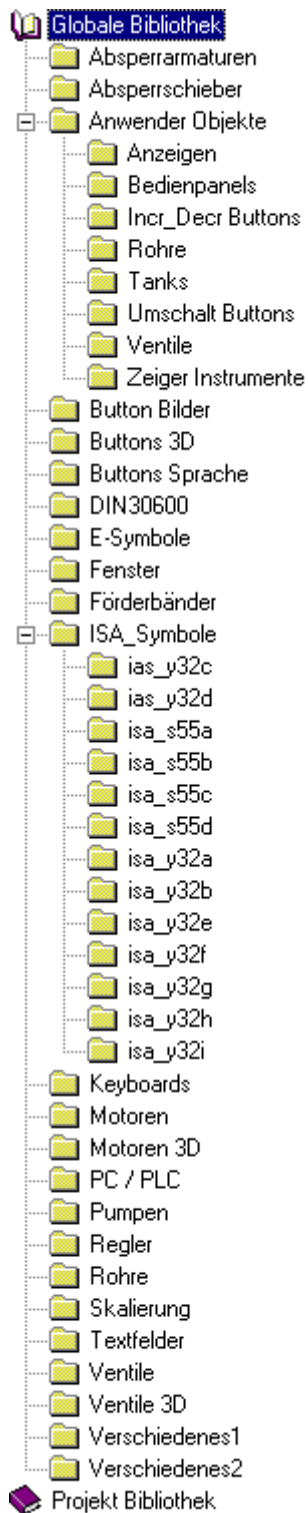 Globale Bibliothek
Absperrarmaturen
Absperrschieber
Anwender Objekte
Anzeigen
Bedienpanels
Incr_Decr Buttons
Rohre
Tanks
Umschalt Buttons
Ventile
Zeiger Instrumente
Button Bilder
Buttons 3D
Buttons Sprache
DIN30600
E-Symbole
Fenster
Förderbänder
ISA_Symbole
ias_y32c
ias_y32d
isa_s55a
isa_s55b
isa_s55c
isa_s55d
isa_y32a
isa_y32b
isa_y32e
isa_y32f
isa_y32g
isa_y32h
isa_y32i
Keyboards
Motoren
Motoren 3D
PC / PLC
Pumpen
Regler
Rohre
Skalierung
Textfelder
Ventile
Ventile 3D
Verschiedenes1
Verschiedenes2
Projekt Bibliothek